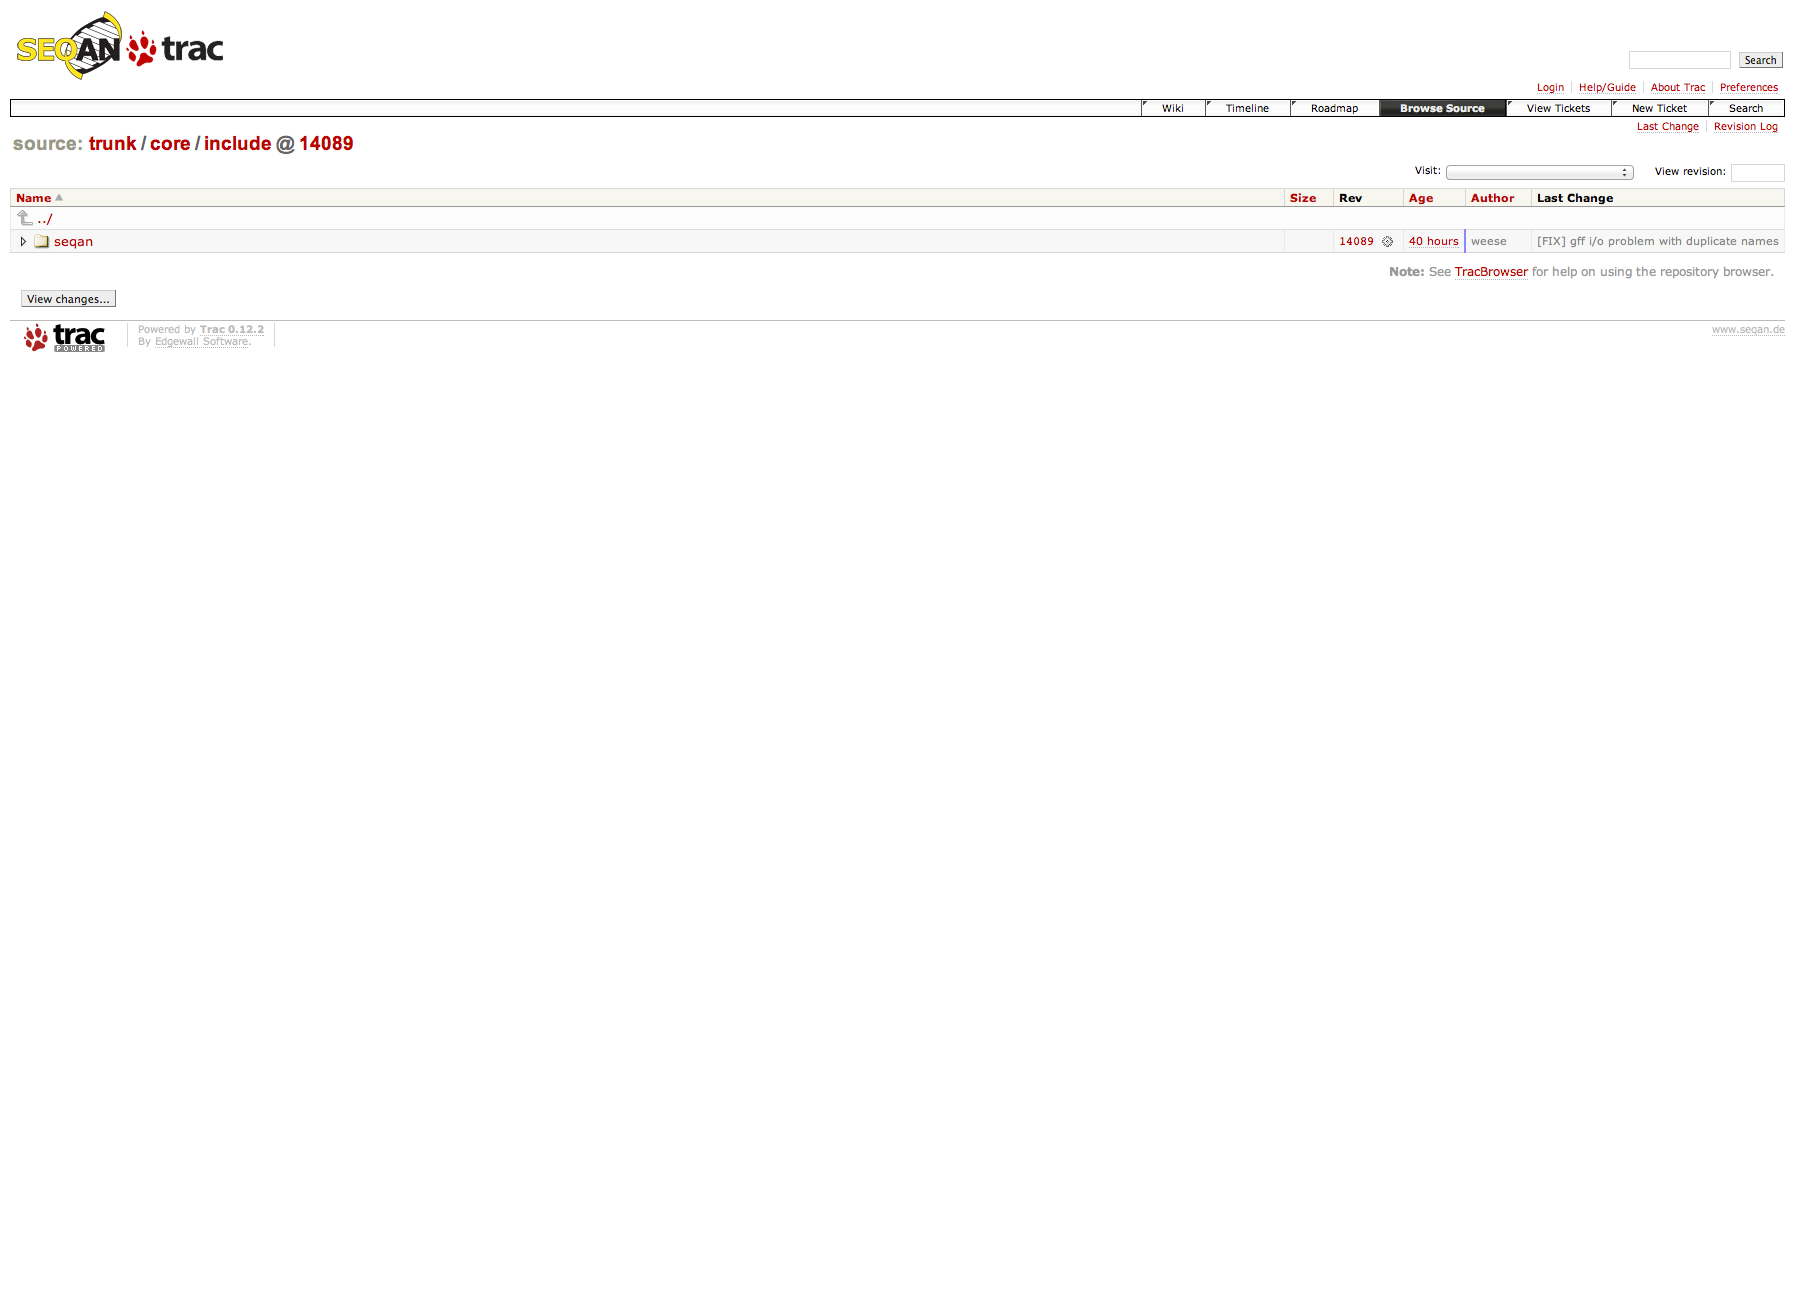 SEQAN trac
Search
Login Help/Guide About Trac Preferences
Wiki Timeline Roadmap Browse Source View Tickets New Ticket Search
Last Change Revision Log
source: trunk / core / include @ 14089
Visit: View revision:
Name Size Rev Age Author Last Change
../
seqan 14089 40 hours weese [FIX] gff i/o problem with duplicate names
Note: See TracBrowser for help on using the repository browser.
View changes...
trac POWERED
Powered by Trac 0.12.2
By Edgewall Software.
www.seqan.de